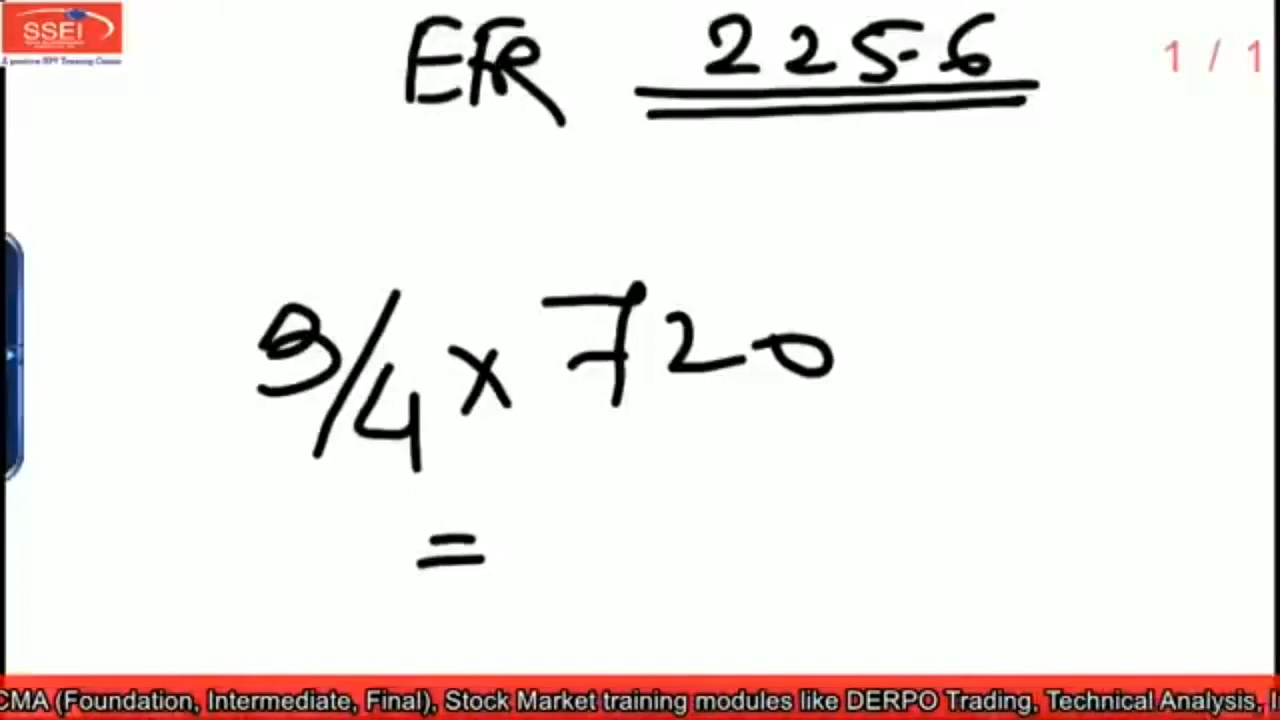 SSEI
EFR 225.6
1 / 1
3/4 x 720
=
CMA (Foundation, Intermediate, Final), Stock Market training modules like DERPO Trading, Technical Analysis,